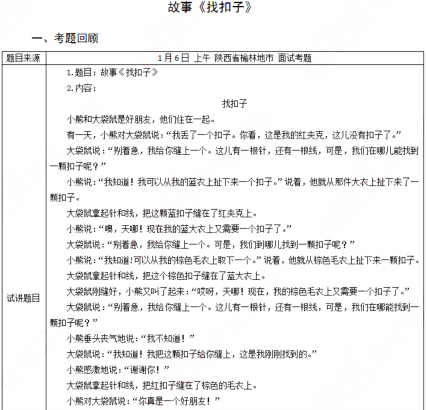 故事《找扣子》
一、考题回顾
题目来源
1月6日 上午 陕西省榆林地市 面试考题
试讲题目
1.题目：故事《找扣子》
2.内容：
找扣子
小熊和大袋鼠是好朋友，他们住在一起。
有一天，小熊对大袋鼠说：“我丢了一个扣子。你看，这是我的红夹克，这儿没有扣子了。”
大袋鼠说：“别着急，我给你缝上一个。这儿有一根针，还有一根线，可是，我们在哪儿能找到
一颗扣子呢？”
小熊说：“我知道！我可以从我的蓝大衣上扯下来一个扣子。”说着，他就从那件大衣上扯下来了一
颗扣子。
大袋鼠拿起针和线，把这颗蓝扣子缝在了红夹克上。
小熊说：“噢，天哪！现在我的蓝大衣上又需要一个扣子了。”
大袋鼠说：“别着急，我给你缝上一个。可是，我们到哪儿找到一颗扣子呢？”
小熊说：“我知道！可以从我的棕色毛衣上取下一个。”说着，他就从棕色毛衣上扯下来一颗扣子。
大袋鼠拿起针和线，把这个棕色扣子缝在了蓝大衣上。
大袋鼠刚缝好，小熊又叫了起来：“哎呀，天哪！现在，我的棕色毛衣上又需要一个扣子了。”
大袋鼠说：“别着急，我给你缝上一个。这儿有一根针，还有一根线，可是，我们在哪能找到一
颗扣子呢？”
小熊垂头丧气地说：“我不知道！”
大袋鼠说：“我知道！我把这颗扣子给你缝上，这是我刚刚找到的。”
小熊感激地说：“谢谢你！”
大袋鼠拿起针和线，把红扣子缝在了棕色的毛衣上。
小熊对大袋鼠说：“你真是一个好朋友！”